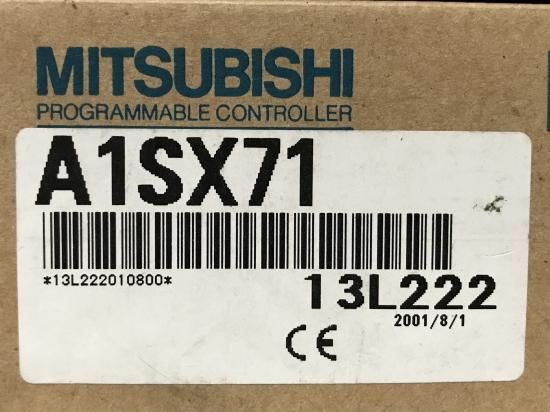 MITSUBISHI
PROGRAMMABLE CONTROLLER
A1SX71
*13L222010800*
13L222
2001/8/1
CE